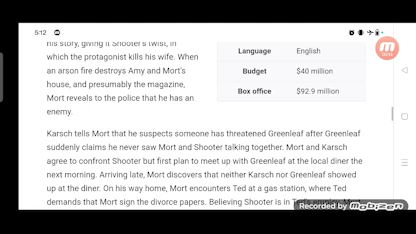 5:12
his story, giving it Shooter's twist, in
which the protagonist kills his wife. When
an arson fire destroys Amy and Mort's
house, and presumably the magazine,
Mort reveals to the police that he has an
enemy.
Language English
Budget $40 million
Box office $92.9 million
Karsch tells Mort that he suspects someone has threatened Greenleaf after Greenleaf
suddenly claims he never saw Mort and Shooter talking together. Mort and Karsch
agree to confront Shooter but first plan to meet up with Greenleaf at the local diner the
next morning. Arriving late, Mort discovers that neither Karsch nor Greenleaf showed
up at the diner. On his way home, Mort encounters Ted at a gas station, where Ted
demands that Mort sign the divorce papers. Believing Shooter is in Ted's employ, Mort
Recorded by MOBIZEN